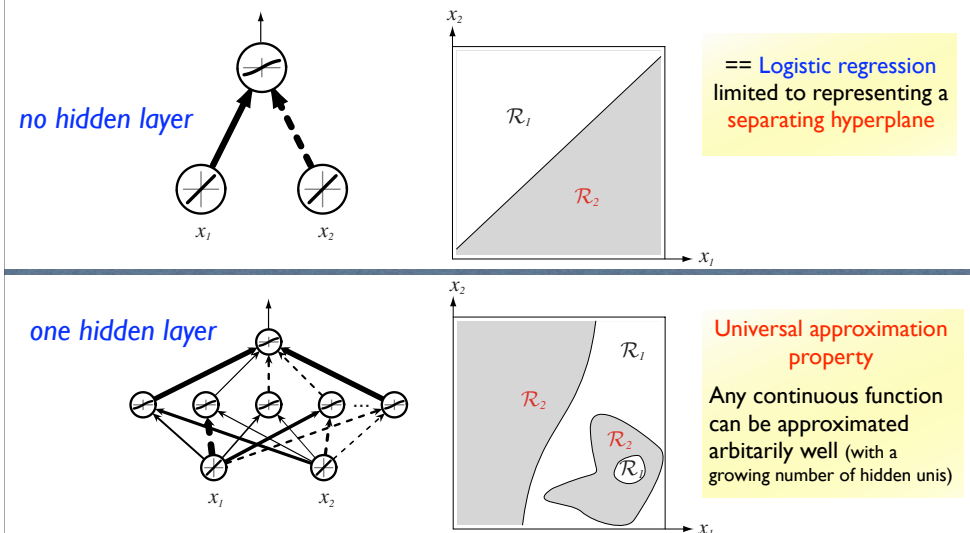 x₂
no hidden layer
x₁
x₂
R₁
R₂
x₁
== Logistic regression
limited to representing a
separating hyperplane
x₂
one hidden layer
...
x₁
x₂
R₂
R₁
R₂
R₁
x₁
Universal approximation
property
Any continuous function
can be approximated
arbitarily well (with a
growing number of hidden unis)